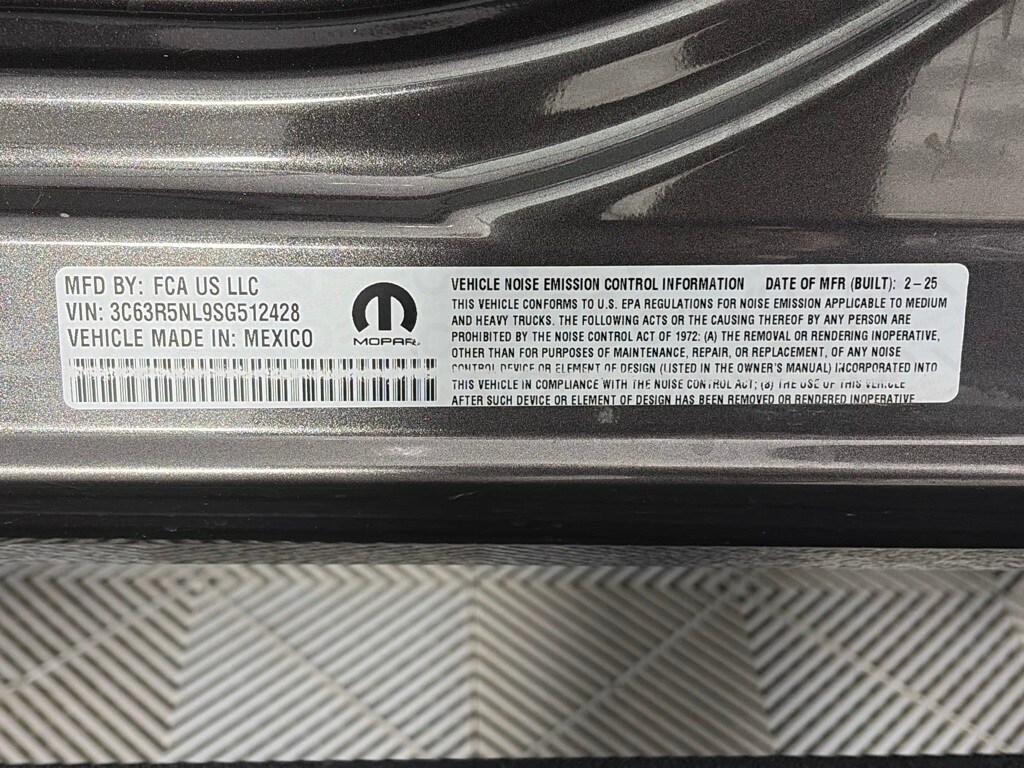 MFD BY: FCA US LLC
VIN: 3C63R5NL9SG512428
VEHICLE MADE IN: MEXICO
MOPAR
VEHICLE NOISE EMISSION CONTROL INFORMATION DATE OF MFR (BUILT): 2-25
THIS VEHICLE CONFORMS TO U.S. EPA REGULATIONS FOR NOISE EMISSION APPLICABLE TO MEDIUM
AND HEAVY TRUCKS. THE FOLLOWING ACTS OR THE CAUSING THEREOF BY ANY PERSON ARE
PROHIBITED BY THE NOISE CONTROL ACT OF 1972: (A) THE REMOVAL OR RENDERING INOPERATIVE,
OTHER THAN FOR PURPOSES OF MAINTENANCE, REPAIR, OR REPLACEMENT, OF ANY NOISE
CONTROL DEVICE OR ELEMENT OF DESIGN (LISTED IN THE OWNER'S MANUAL) INCORPORATED INTO
THIS VEHICLE IN COMPLIANCE WITH THE NOISE CONTROL ACT; (B) THE USE OF THIS VEHICLE
AFTER SUCH DEVICE OR ELEMENT OF DESIGN HAS BEEN REMOVED OR RENDERED INOPERATIVE